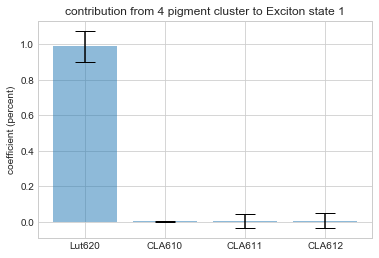 contribution from 4 pigment cluster to Exciton state 1
coefficient (percent)
1.0
0.8
0.6
0.4
0.2
0.0
Lut620 CLA610 CLA611 CLA612